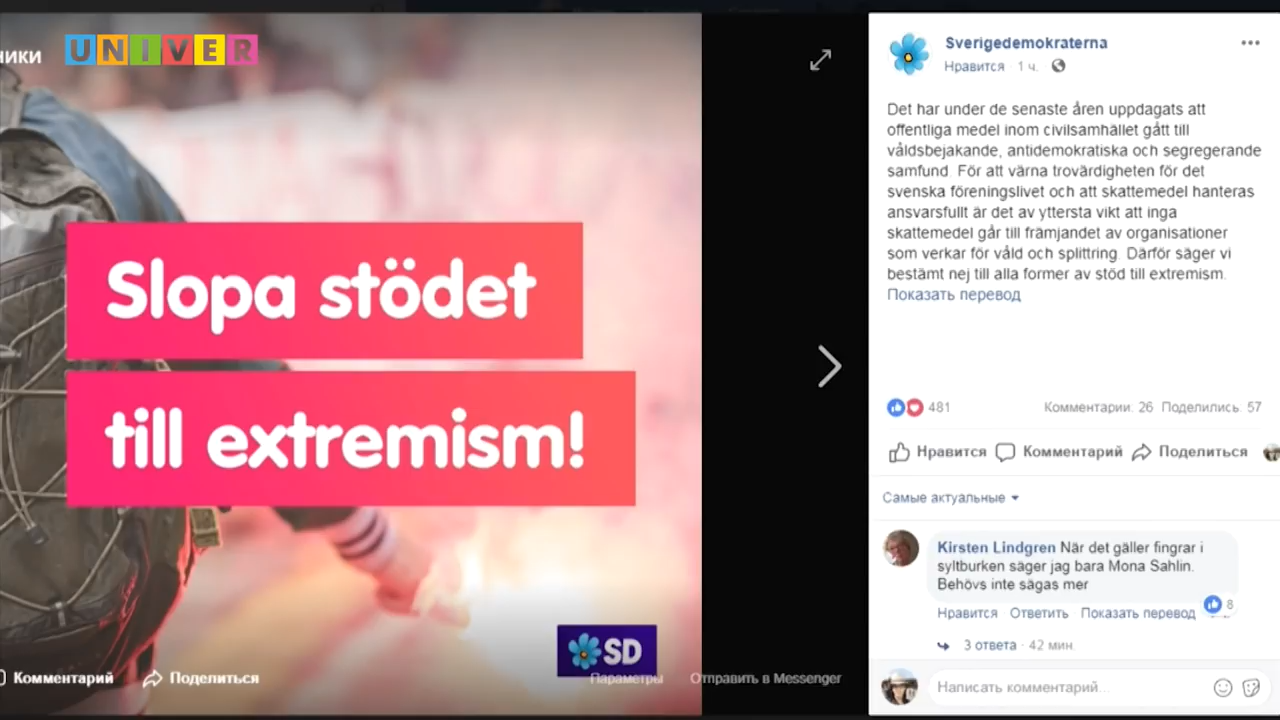 ники
UNIVER
Slopa stödet
till extremism!
SD
Комментарий
Поделиться
Параметры
Отправить в Messenger
Sverigedemokraterna
Нравится · 1 ч.
Det har under de senaste åren uppdagats att
offentliga medel inom civilsamhället gått till
våldsbejakande, antidemokratiska och segregerande
samfund. För att värna trovärdigheten för det
svenska föreningslivet och att skattemedel hanteras
ansvarsfullt är det av yttersta vikt att inga
skattemedel går till främjandet av organisationer
som verkar för våld och splittring. Därför säger vi
bestämt nej till alla former av stöd till extremism.
Показать перевод
481 Комментарии: 26 Поделились: 57
Нравится Комментарий Поделиться
Самые актуальные
Kirsten Lindgren När det gäller fingrar i
syltburken säger jag bara Mona Sahlin.
Behövs inte sägas mer
8
Нравится Ответить Показать перевод
3 ответа · 42 мин.
Написать комментарий...